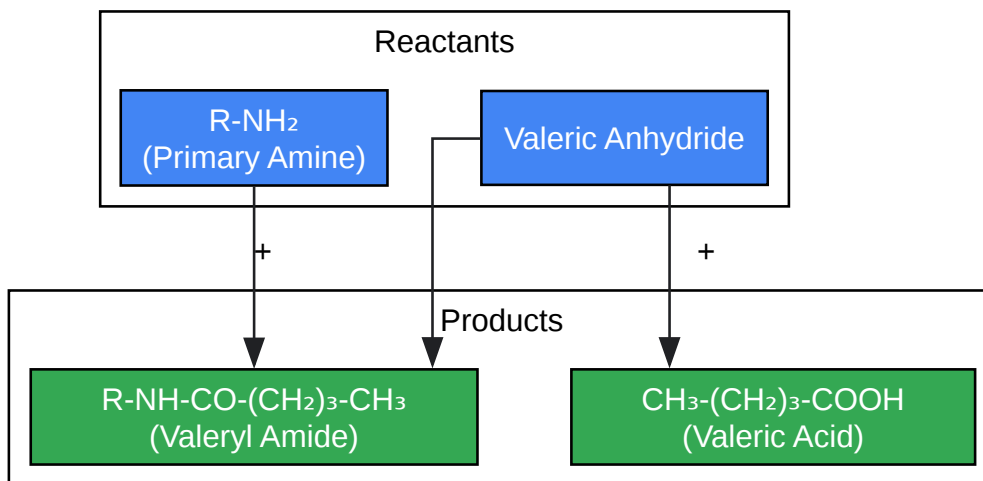 Reactants
R-NH₂
(Primary Amine)
Valeric Anhydride
+
+
Products
R-NH-CO-(CH₂)₃-CH₃
(Valeryl Amide)
CH₃-(CH₂)₃-COOH
(Valeric Acid)